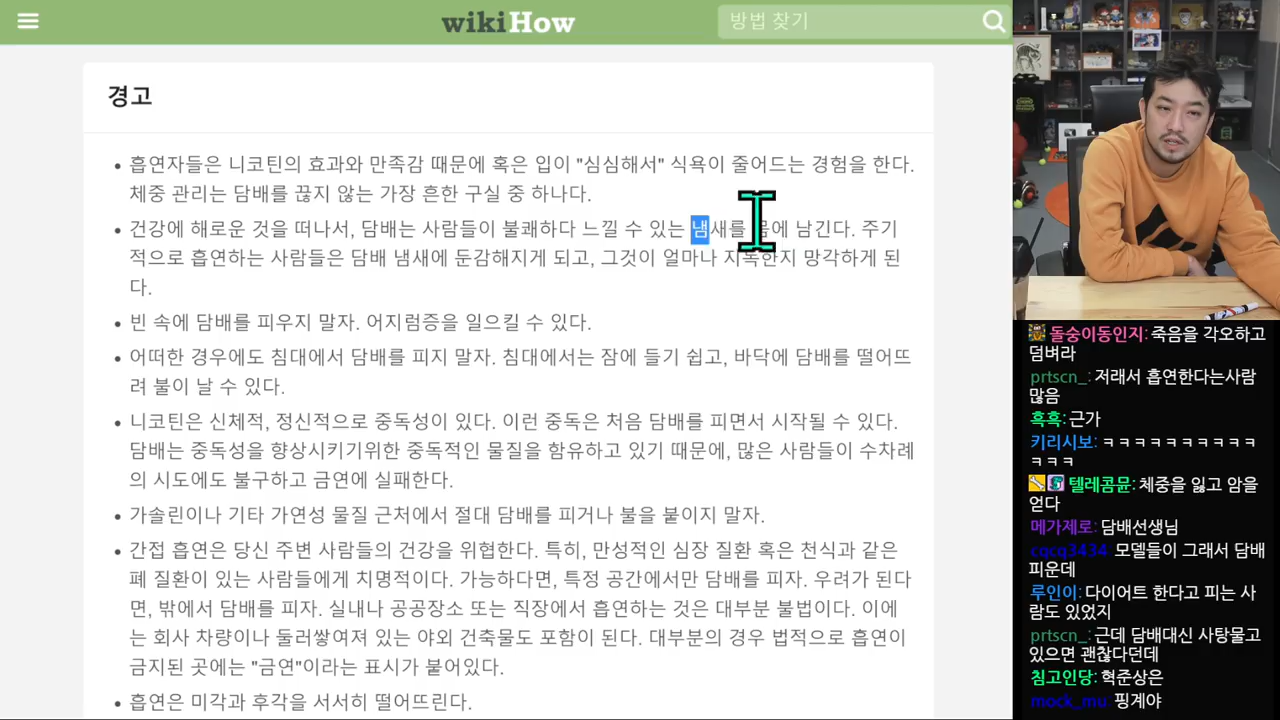 wikiHow
방법 찾기
경고
흡연자들은 니코틴의 효과와 만족감 때문에 혹은 입이 "심심해서" 식욕이 줄어드는 경험을 한다.
체중 관리는 담배를 끊지 않는 가장 흔한 구실 중 하나다.
건강에 해로운 것을 떠나서, 담배는 사람들이 불쾌하다 느낄 수 있는 냄새를 몸에 남긴다. 주기
적으로 흡연하는 사람들은 담배 냄새에 둔감해지게 되고, 그것이 얼마나 지독한지 망각하게 된
다.
빈 속에 담배를 피우지 말자. 어지럼증을 일으킬 수 있다.
어떠한 경우에도 침대에서 담배를 피지 말자. 침대에서는 잠에 들기 쉽고, 바닥에 담배를 떨어뜨
려 불이 날 수 있다.
니코틴은 신체적, 정신적으로 중독성이 있다. 이런 중독은 처음 담배를 피면서 시작될 수 있다.
담배는 중독성을 향상시키기 위한 중독적인 물질을 함유하고 있기 때문에, 많은 사람들이 수차례
의 시도에도 불구하고 금연에 실패한다.
가솔린이나 기타 가연성 물질 근처에서 절대 담배를 피거나 불을 붙이지 말자.
간접 흡연은 당신 주변 사람들의 건강을 위협한다. 특히, 만성적인 심장 질환 혹은 천식과 같은
폐 질환이 있는 사람들에게 치명적이다. 가능하다면, 특정 공간에서만 담배를 피자. 우려가 된다
면, 밖에서 담배를 피자. 실내나 공공장소 또는 직장에서 흡연하는 것은 대부분 불법이다. 이에
는 회사 차량이나 둘러쌓여져 있는 야외 건축물도 포함이 된다. 대부분의 경우 법적으로 흡연이
금지된 곳에는 "금연"이라는 표시가 붙어있다.
흡연은 미각과 후각을 서서히 떨어뜨린다.
돌숭이동인지: 죽음을 각오하고
덤벼라
prtscn_: 저래서 흡연한다는사람
많음
흑흑: 근가
키리시보: ㅋㅋㅋㅋㅋㅋㅋㅋㅋㅋ
ㅋㅋㅋ
텔레콤뮨: 체중을 잃고 암을
얻다
메가제로: 담배선생님
cqcq3434: 모델들이 그래서 담배
피운데
루인이: 다이어트 한다고 피는 사
람도 있었지
prtscn_: 근데 담배대신 사탕물고
있으면 괜찮다던데
침고인당: 혁준상은
mock_mu: 핑계야